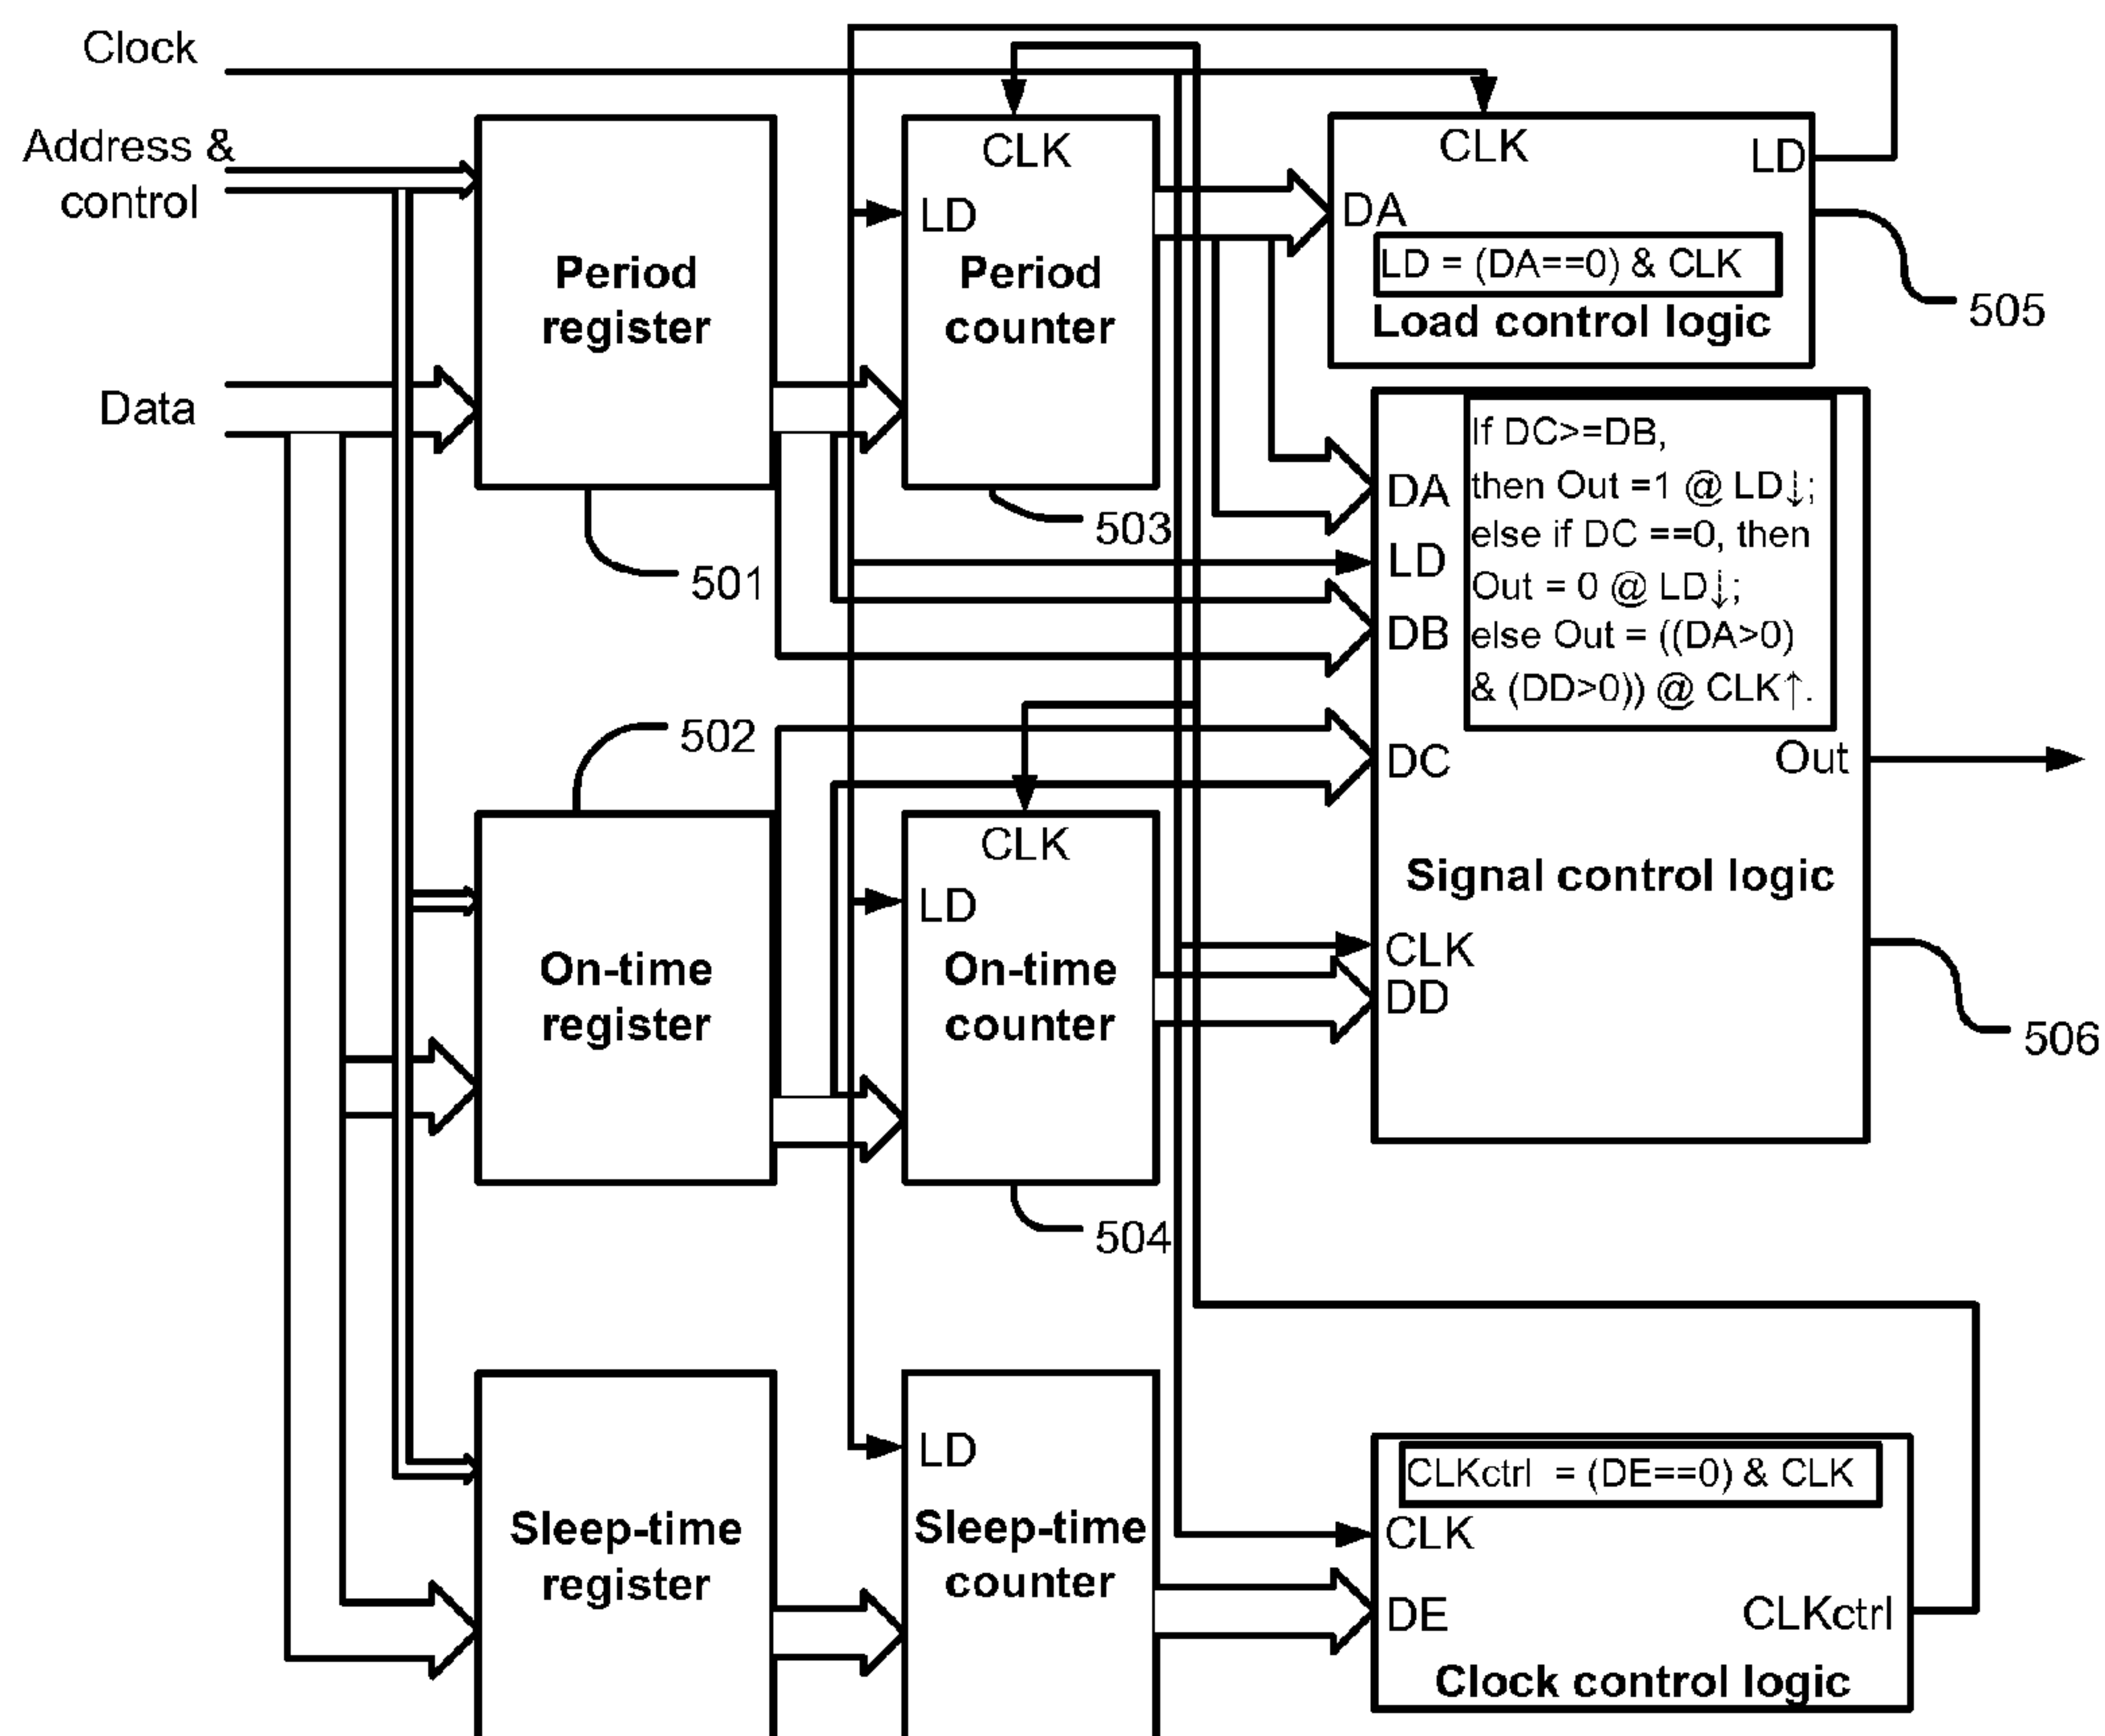 Clock
Address &
control
Data
Period
register
501
CLK
LD
Period
counter
503
CLK
LD
DA
LD = (DA==0) & CLK
Load control logic
505
If DC>=DB,
then Out =1 @ LD↓;
else if DC ==0, then
Out = 0 @ LD↓;
else Out = ((DA>0)
& (DD>0)) @ CLK↑.
DA
LD
DB
DC
Out
Signal control logic
CLK
DD
506
502
On-time
register
CLK
LD
On-time
counter
504
Sleep-time
register
LD
Sleep-time
counter
CLKctrl = (DE==0) & CLK
CLK
DE
CLKctrl
Clock control logic